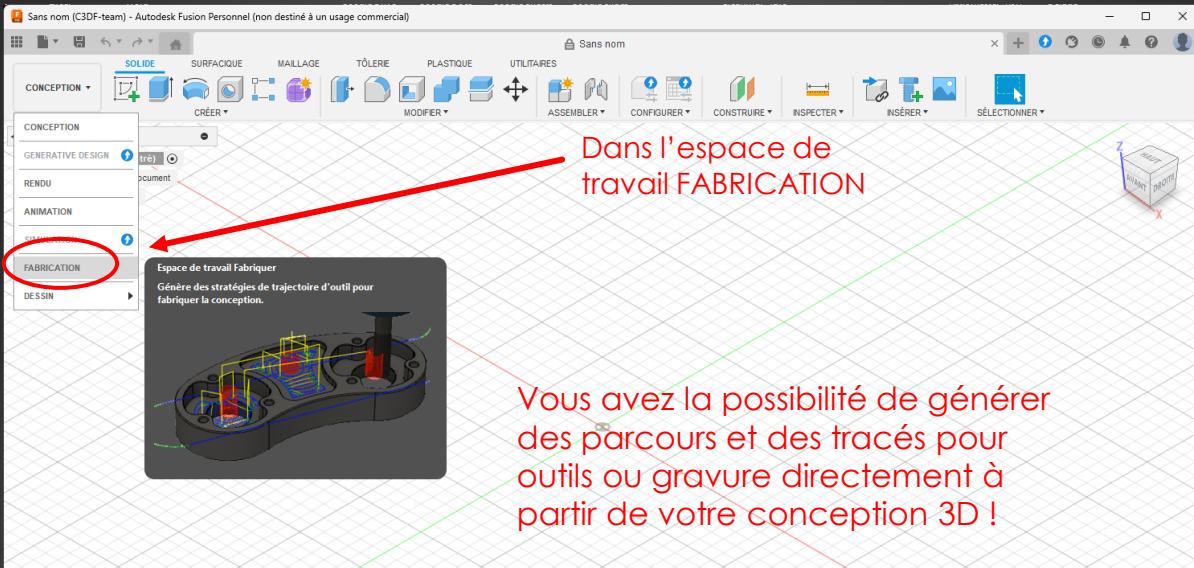 Sans nom (C3DF-team) - Autodesk Fusion Personnel (non destiné à un usage commercial)
Sans nom
SOLIDE SURFACIQUE MAILLAGE TÔLERIE PLASTIQUE UTILITAIRES
CONCEPTION
CRÉER MODIFIER ASSEMBLER CONFIGURER CONSTRUIRE INSPECTER INSÉRER SÉLECTIONNER
CONCEPTION
GENERATIVE DESIGN
RENDU
ANIMATION
SIMULATION
FABRICATION
DESSIN
tré)
ocument
Dans l'espace de
travail FABRICATION
Z
HAUT
AVANT
DROITE
X
Espace de travail Fabriquer
Génère des stratégies de trajectoire d'outil pour
fabriquer la conception.
Vous avez la possibilité de générer
des parcours et des tracés pour
outils ou gravure directement à
partir de votre conception 3D !